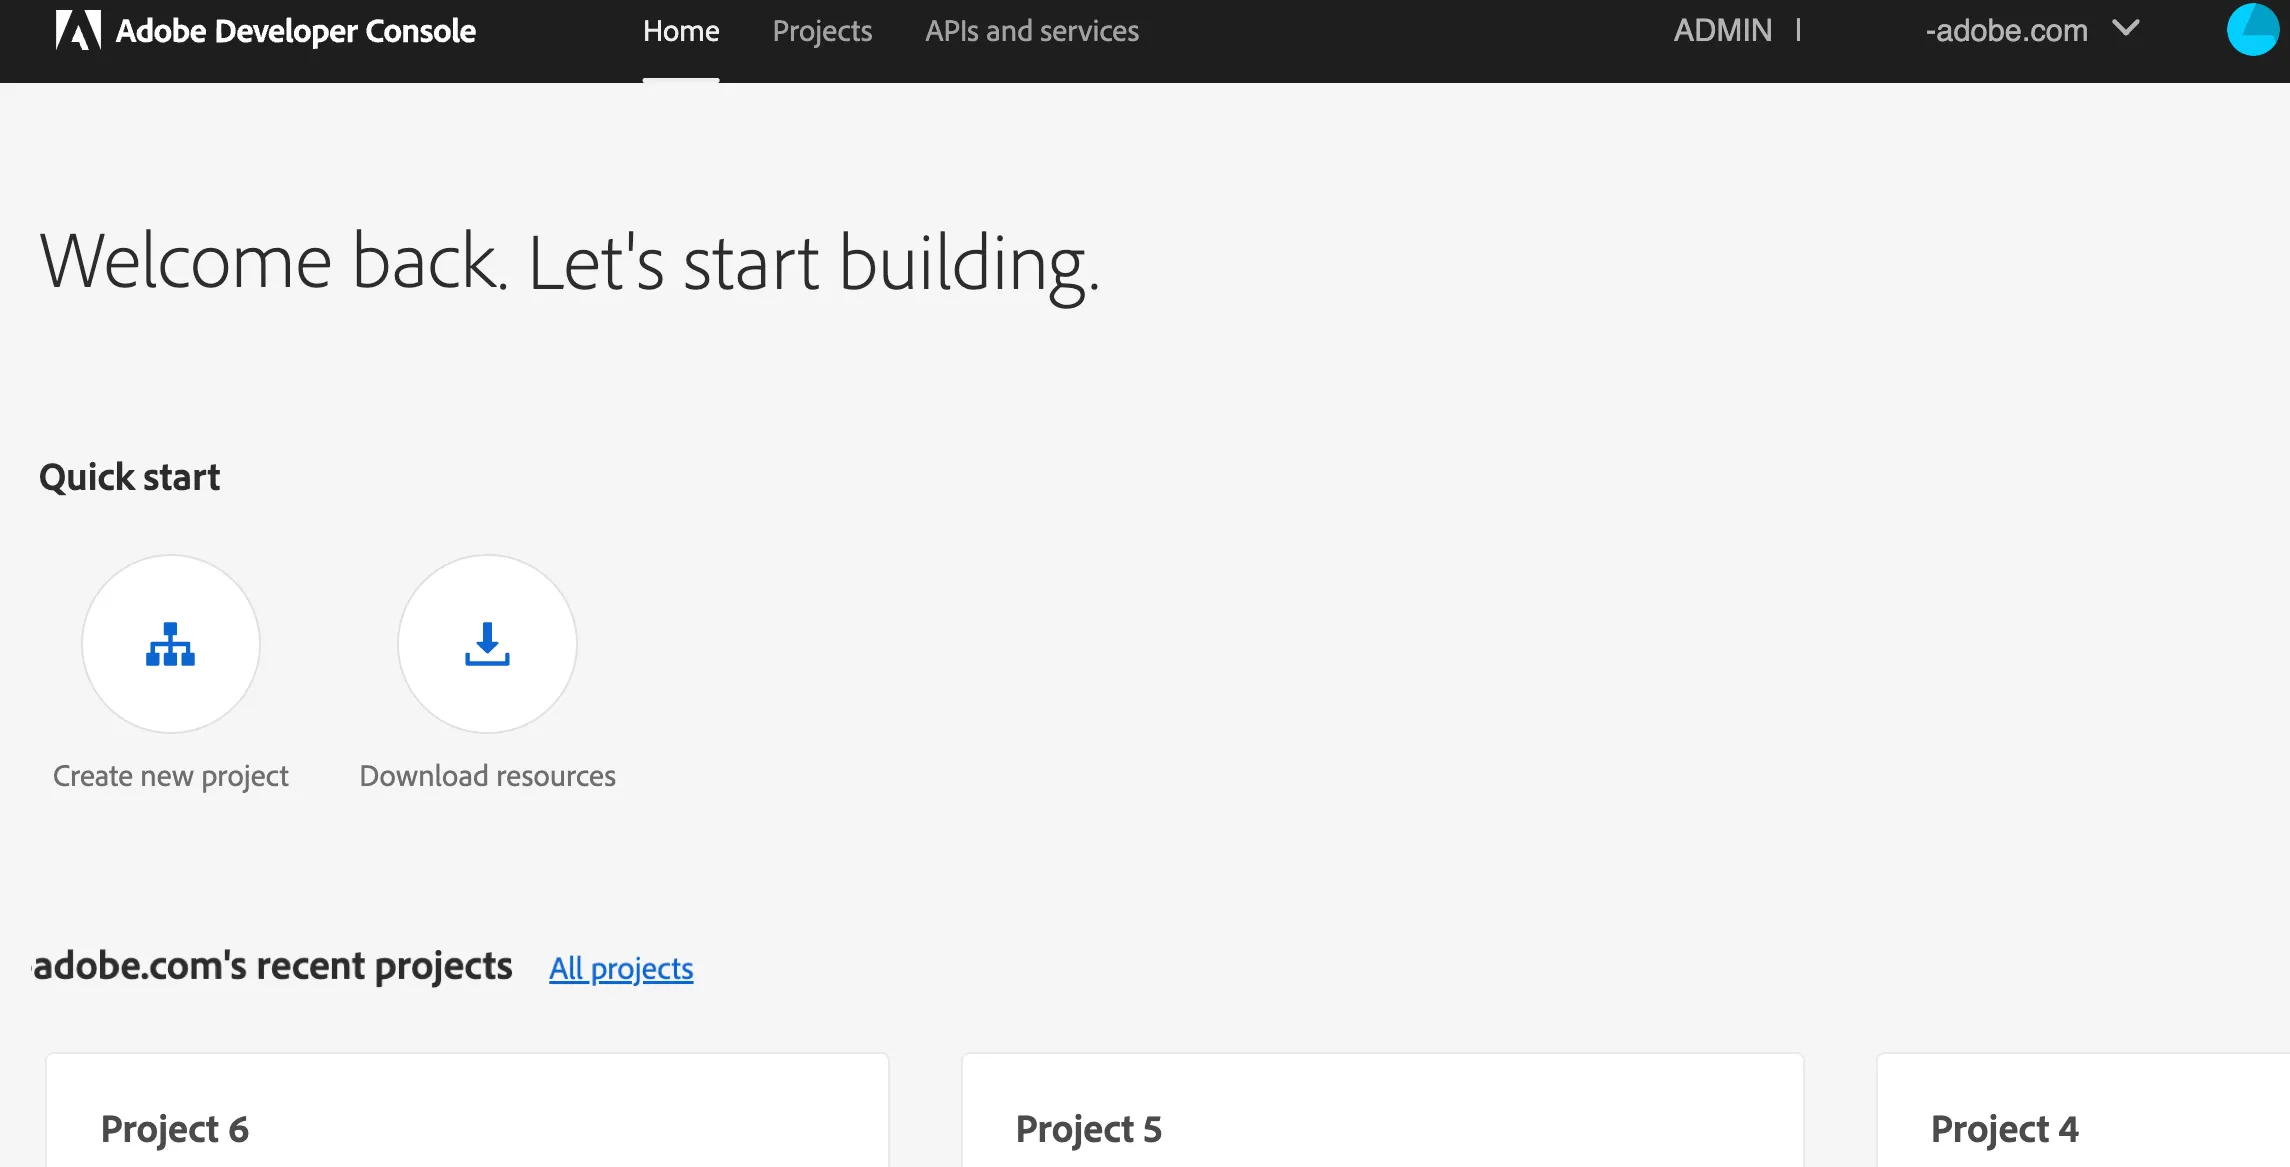 Adobe Developer Console Home Projects APIs and services ADMIN | -adobe.com
Welcome back. Let's start building.
Quick start
Create new project Download resources
adobe.com's recent projects All projects
Project 6 Project 5 Project 4